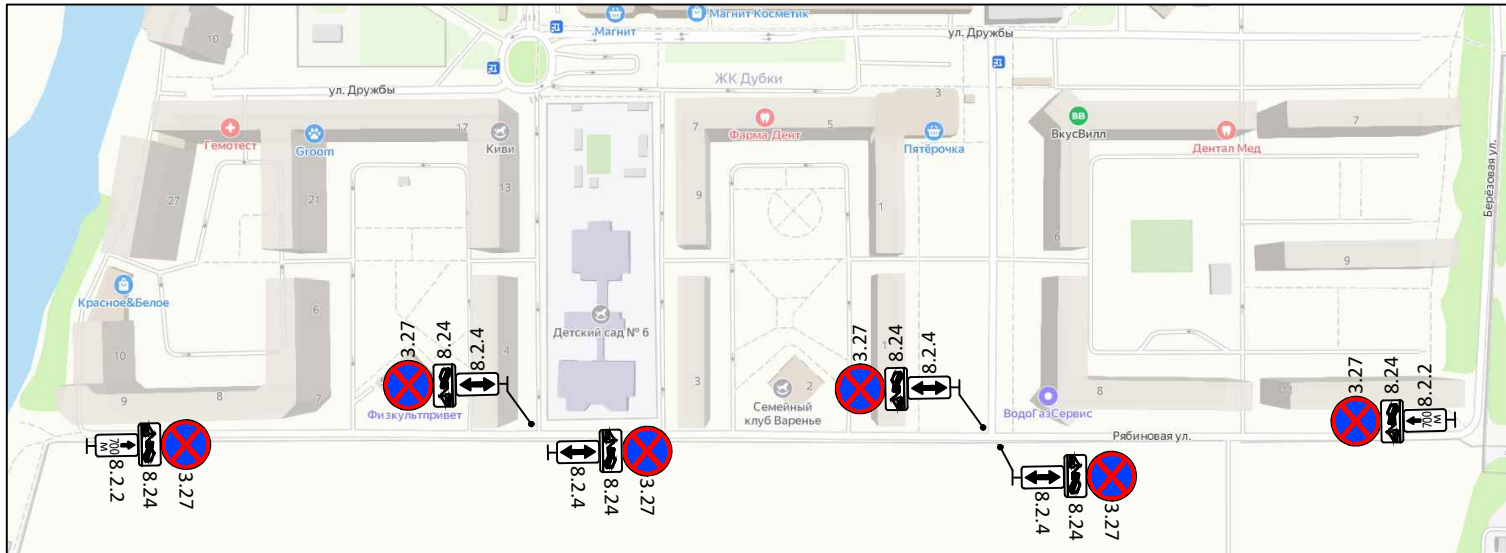 10
Магнит
Магнит Косметик
ул. Дружбы
ЖК Дубки
ул. Дружбы
3
Гемотест
Groom
17
Киви
7
Фарма Дент
5
Пятёрочка
ВкусВилл
Дентал Мед
7
Берёзовая ул.
27
21
13
9
1
6
9
Красное&Белое
6
Детский сад № 6
10
4
3
2
Семейный
клуб Варенье
ВодоГазСервис
8
11
9
8
7
Физкультпривет
Рябиновая ул.
3.27
8.24
8.2.4
3.27
8.24
8.2.4
3.27
8.24
8.2.2
700
М
700
М
8.2.2
8.24
3.27
8.2.4
8.24
3.27
8.2.4
8.24
3.27